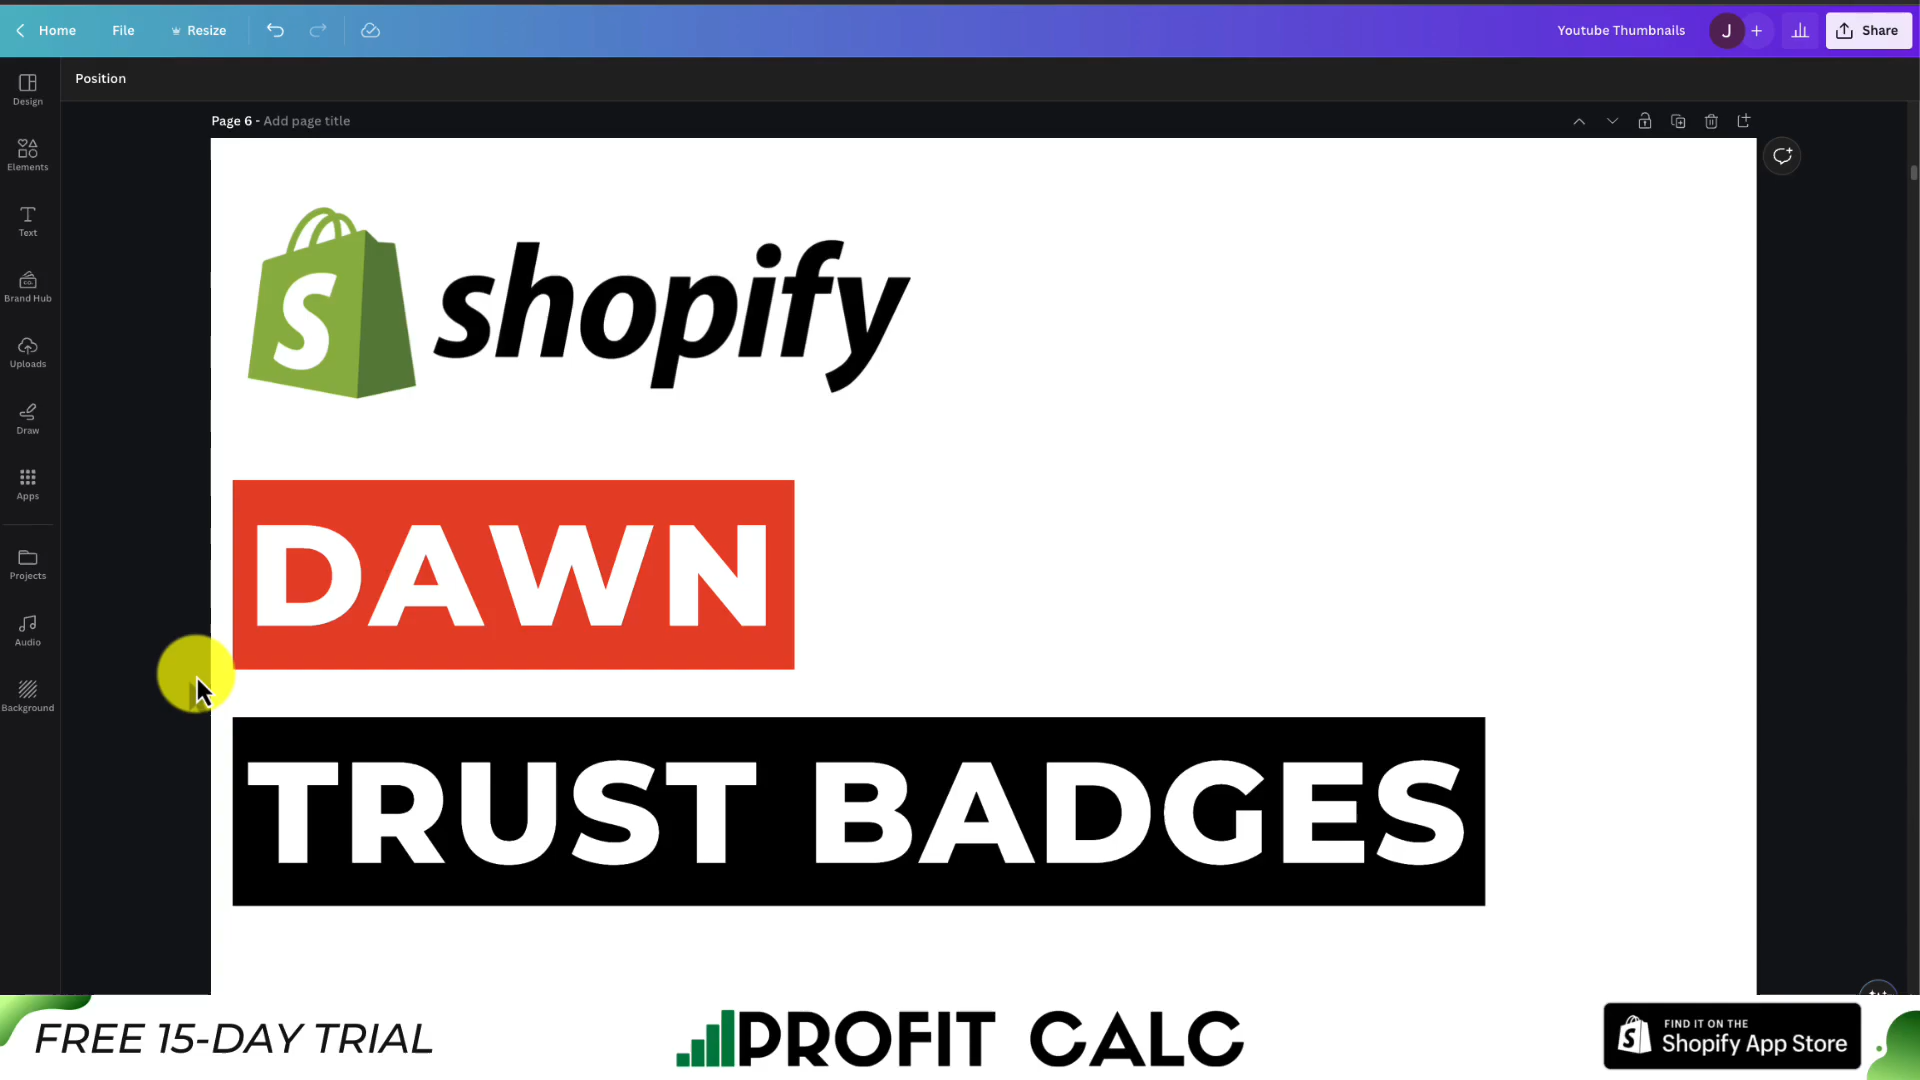 Home File Resize Youtube Thumbnails J + Share
Position
Design
Elements
Text
Brand Hub
Uploads
Draw
Apps
Projects
Audio
Background
Page 6 - Add page title
shopify
DAWN
TRUST BADGES
FREE 15-DAY TRIAL
PROFIT CALC
FIND IT ON THE
Shopify App Store